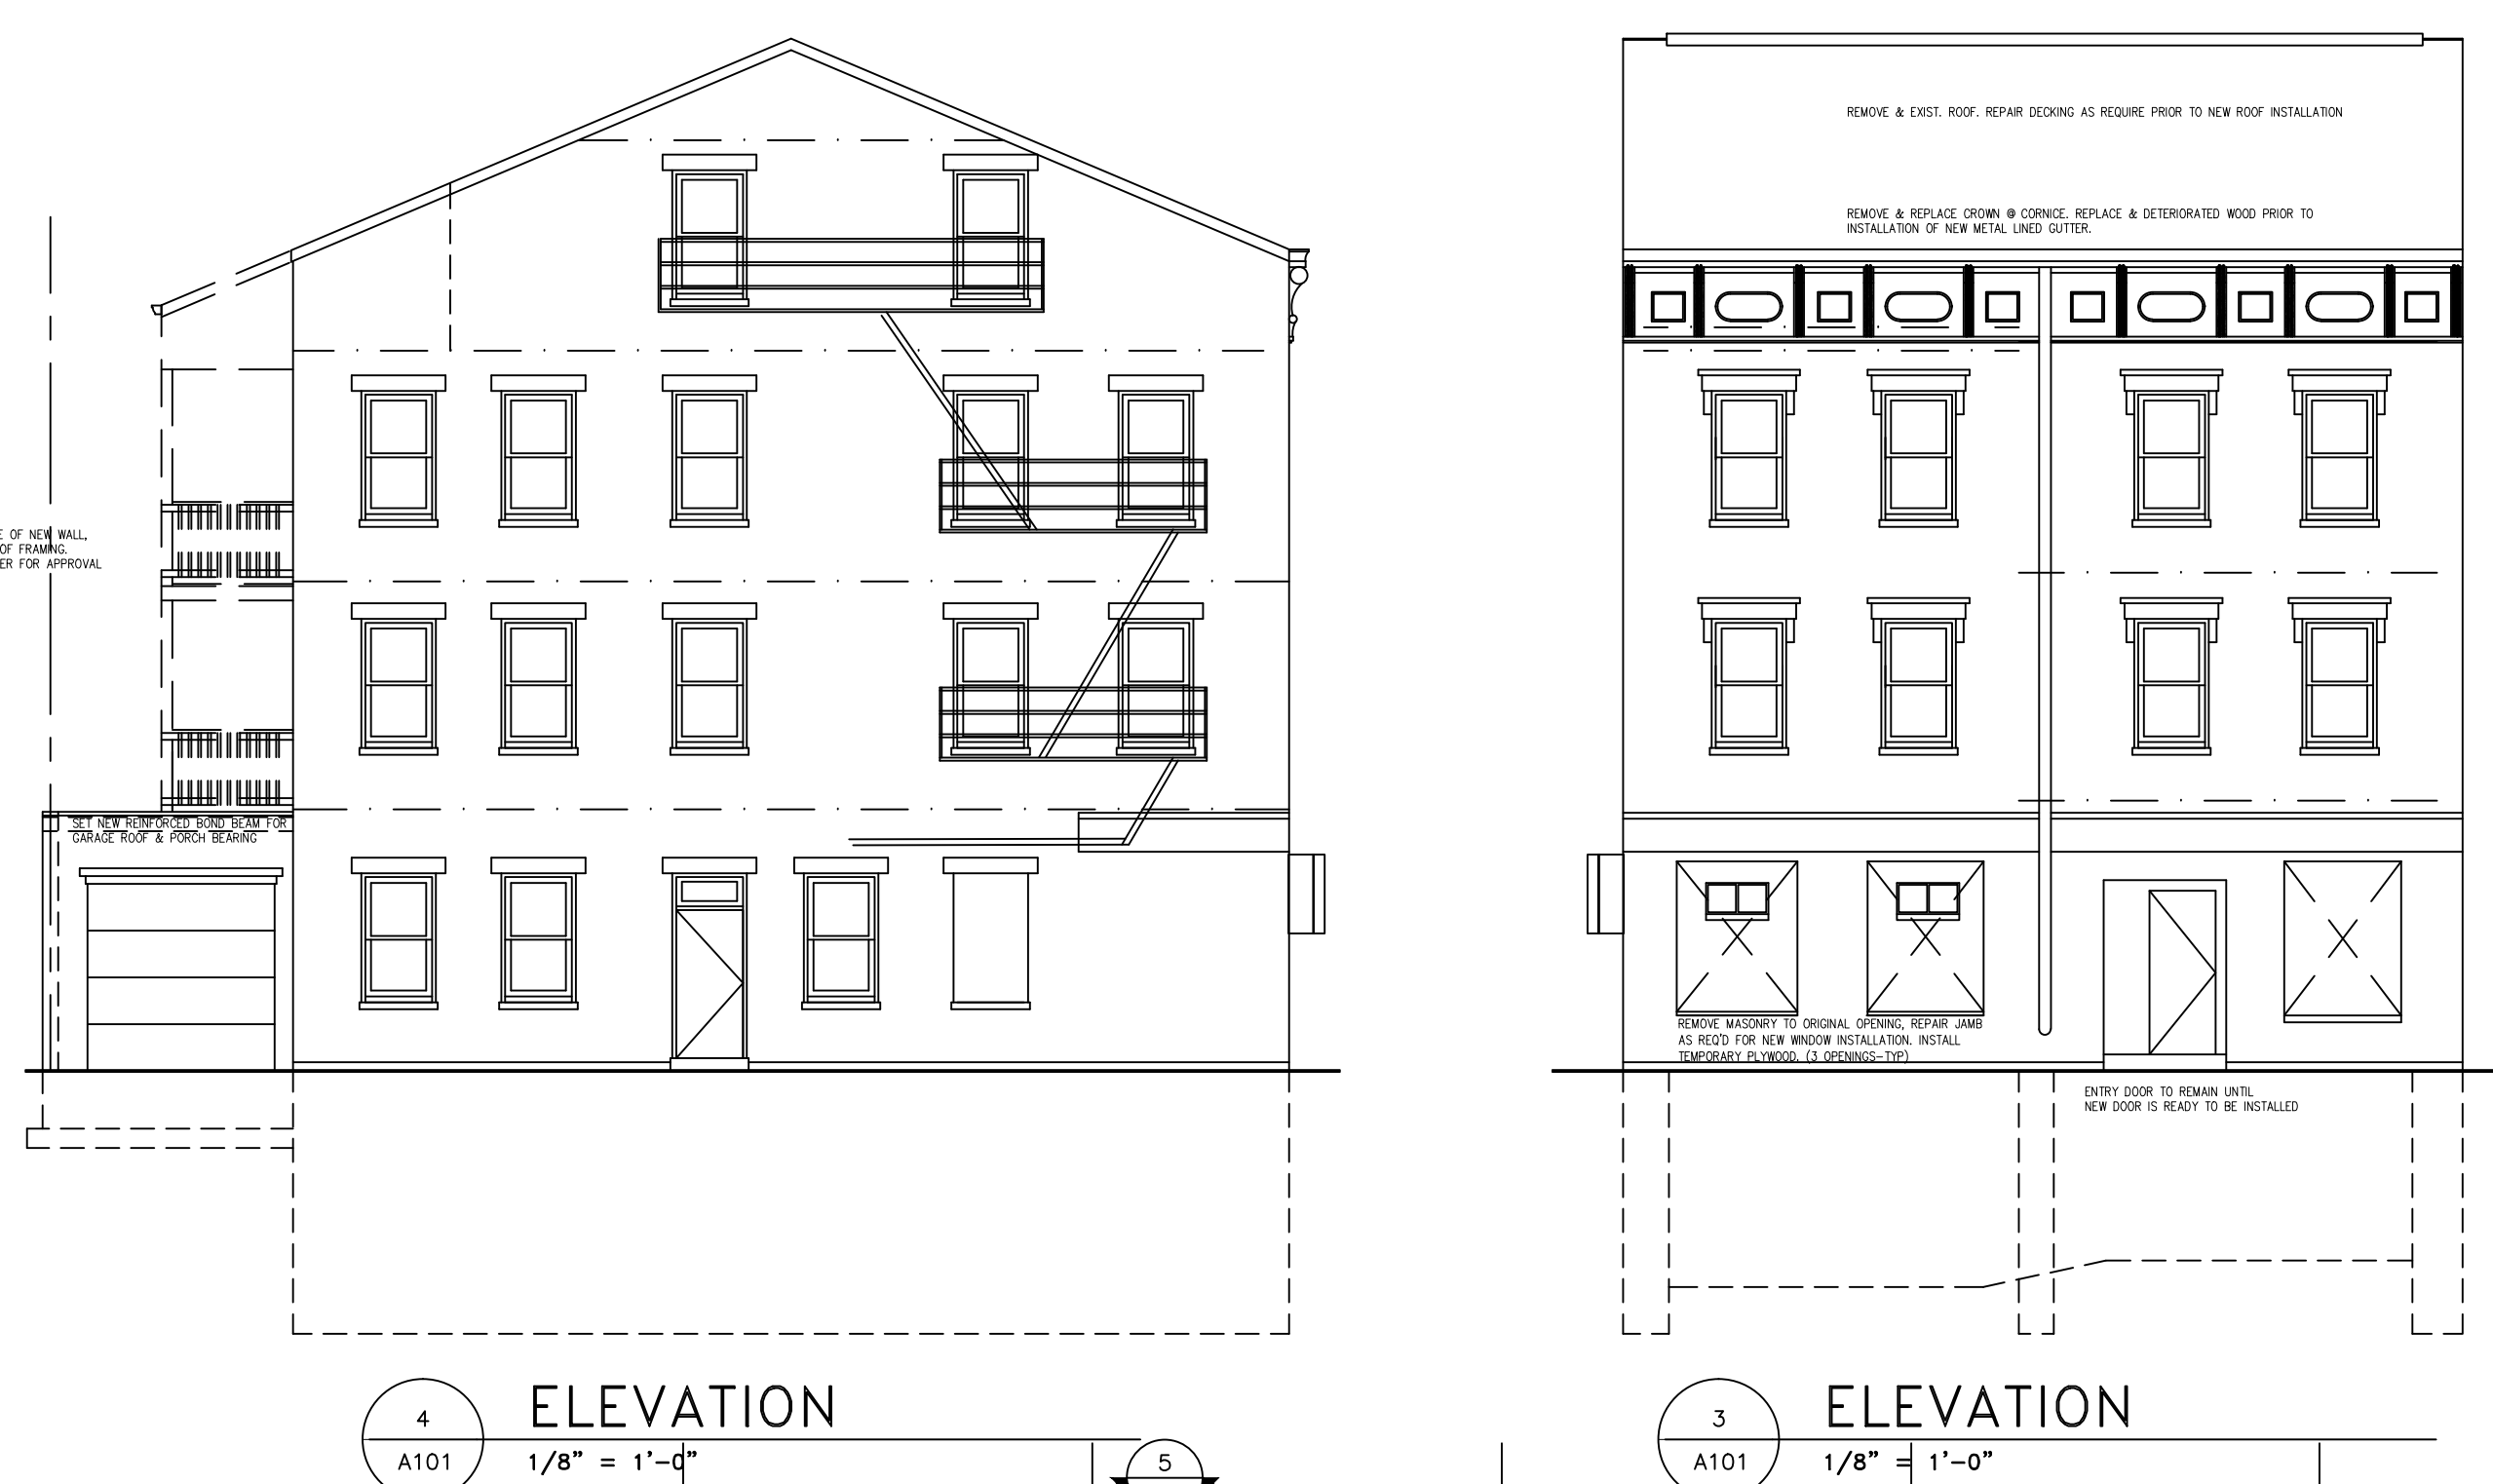 REMOVE & EXIST. ROOF. REPAIR DECKING AS REQUIRE PRIOR TO NEW ROOF INSTALLATION
REMOVE & REPLACE CROWN @ CORNICE. REPLACE & DETERIORATED WOOD PRIOR TO
INSTALLATION OF NEW METAL LINED GUTTER.
E OF NEW WALL,
OF FRAMING.
ER FOR APPROVAL
SET NEW REINFORCED BOND BEAM FOR
GARAGE ROOF & PORCH BEARING
REMOVE MASONRY TO ORIGINAL OPENING, REPAIR JAMB
AS REQ'D FOR NEW WINDOW INSTALLATION. INSTALL
TEMPORARY PLYWOOD. (3 OPENINGS-TYP)
ENTRY DOOR TO REMAIN UNTIL
NEW DOOR IS READY TO BE INSTALLED
4
A101
ELEVATION
1/8" = 1'-0"
5
3
A101
ELEVATION
1/8" = 1'-0"